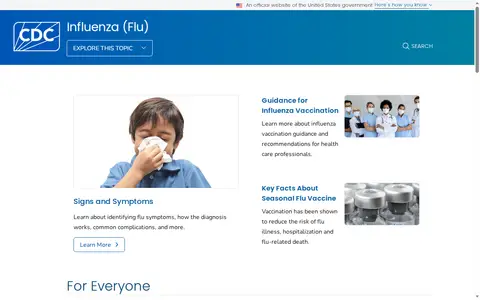 An official website of the United States government Here's how you know
CDC
Influenza (Flu)
EXPLORE THIS TOPIC
SEARCH
Signs and Symptoms
Learn about identifying flu symptoms, how the diagnosis
works, common complications, and more.
Learn More
Guidance for
Influenza Vaccination
Learn more about influenza
vaccination guidance and
recommendations for health
care professionals.
Key Facts About
Seasonal Flu Vaccine
Vaccination has been shown
to reduce the risk of flu
illness, hospitalization and
flu-related death.
For Everyone